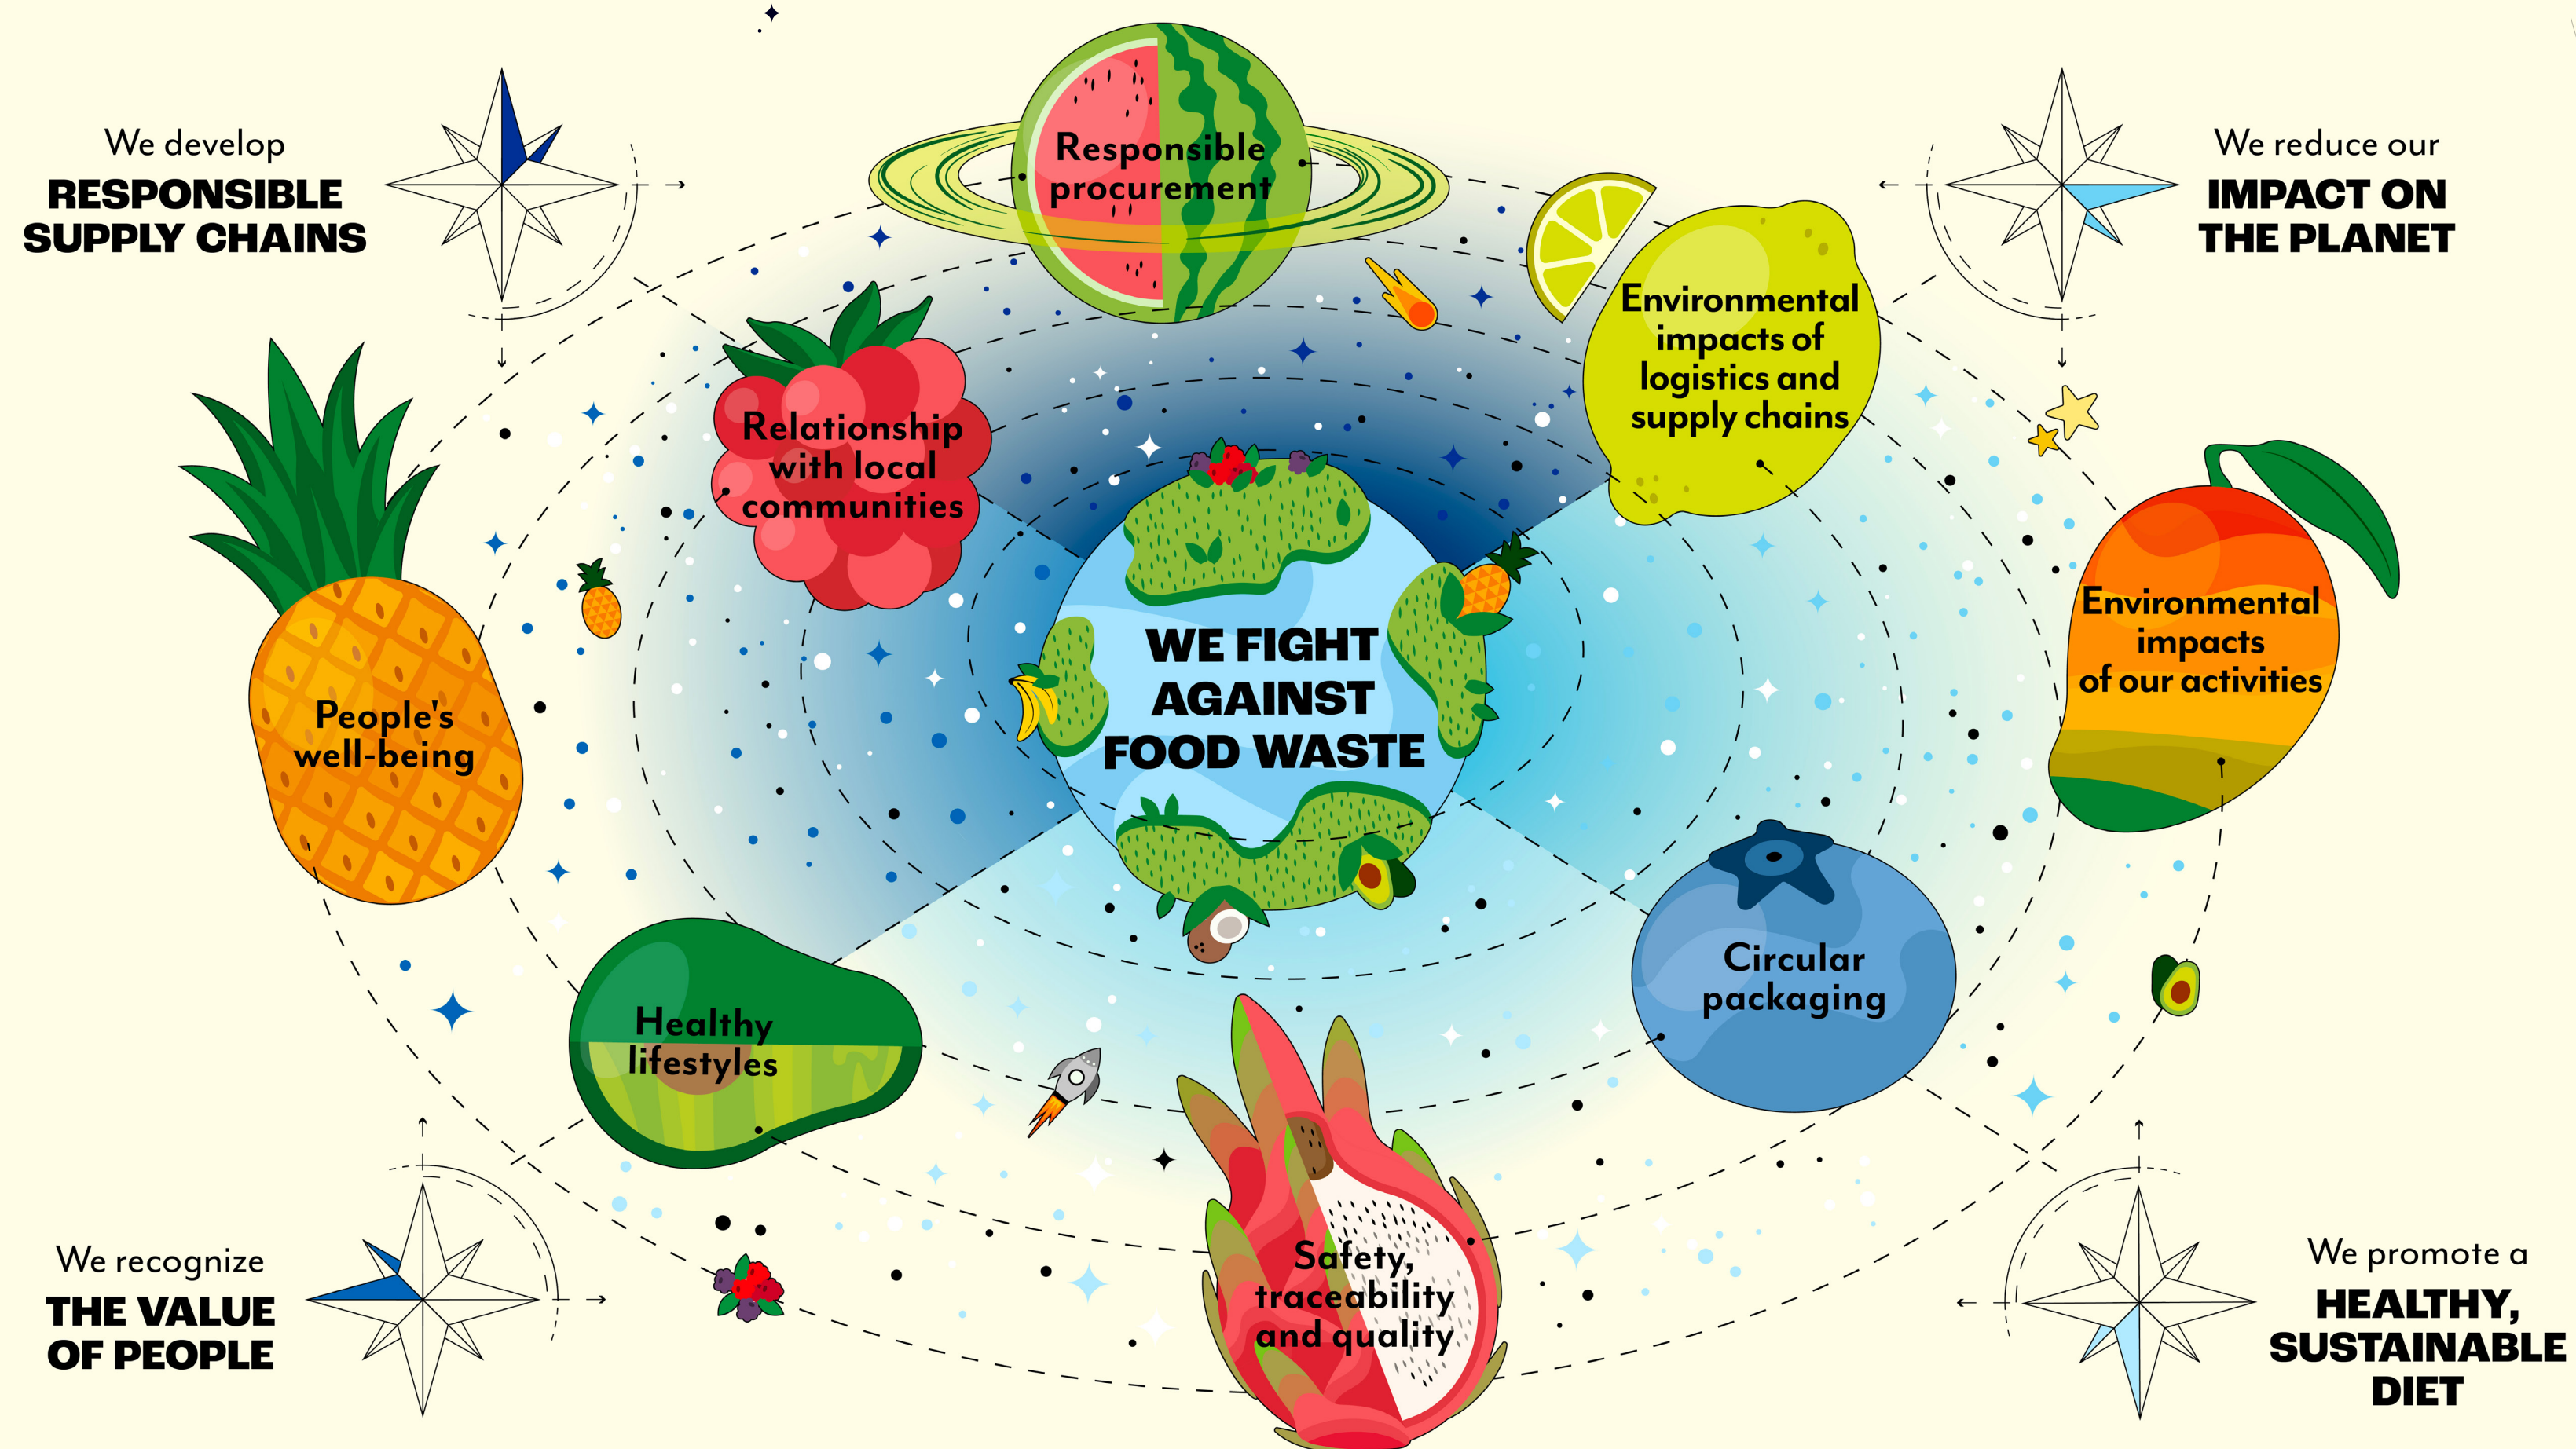 We develop
RESPONSIBLE
SUPPLY CHAINS
Responsible
procurement
We reduce our
IMPACT ON
THE PLANET
Environmental
impacts of
logistics and
supply chains
Relationship
with local
communities
Environmental
impacts
of our activities
People's
well-being
WE FIGHT
AGAINST
FOOD WASTE
Circular
packaging
Healthy
lifestyles
Safety,
traceability
and quality
We recognize
THE VALUE
OF PEOPLE
We promote a
HEALTHY,
SUSTAINABLE
DIET